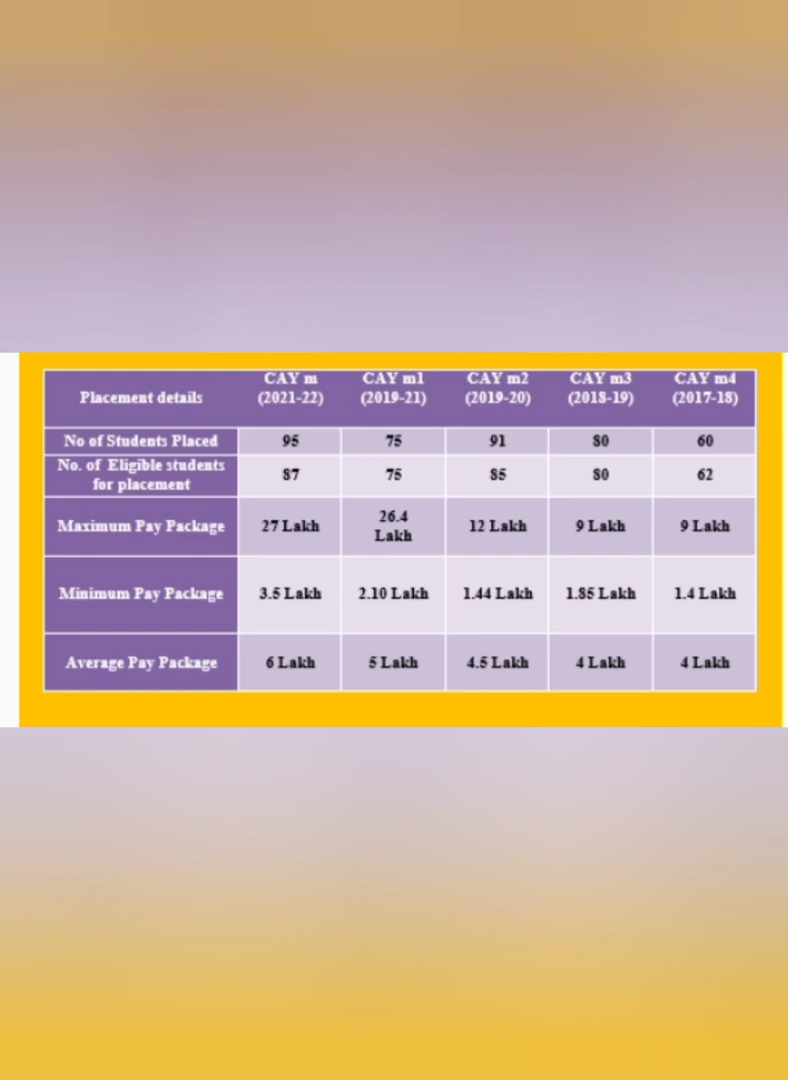 Placement details
CAY m
(2021-22)
CAY m1
(2019-21)
CAY m2
(2019-20)
CAY m3
(2018-19)
CAY m4
(2017-18)
No of Students Placed
95
75
91
80
60
No. of Eligible students
for placement
87
75
85
80
62
Maximum Pay Package
27 Lakh
26.4
Lakh
12 Lakh
9 Lakh
9 Lakh
Minimum Pay Package
3.5 Lakh
2.10 Lakh
1.44 Lakh
1.85 Lakh
1.4 Lakh
Average Pay Package
6 Lakh
5 Lakh
4.5 Lakh
4 Lakh
4 Lakh